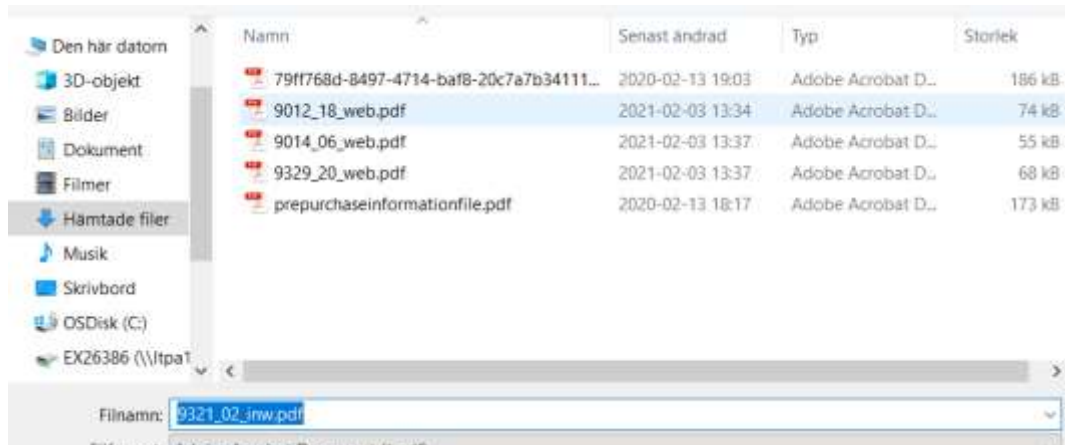 Den här datorn
3D-objekt
Bilder
Dokument
Filmer
Hämtade filer
Musik
Skrivbord
OSDisk (C:)
EX26386 (\\ltpa1
Namn Senast ändrad Typ Storlek
79ff768d-8497-4714-baf8-20c7a7b34111... 2020-02-13 19:03 Adobe Acrobat D... 186 kB
9012_18_web.pdf 2021-02-03 13:34 Adobe Acrobat D... 74 kB
9014_06_web.pdf 2021-02-03 13:37 Adobe Acrobat D... 55 kB
9329_20_web.pdf 2021-02-03 13:37 Adobe Acrobat D... 68 kB
prepurchaseinformationfile.pdf 2020-02-13 18:17 Adobe Acrobat D... 173 kB
Filnamn: 9321_02_inw.pdf